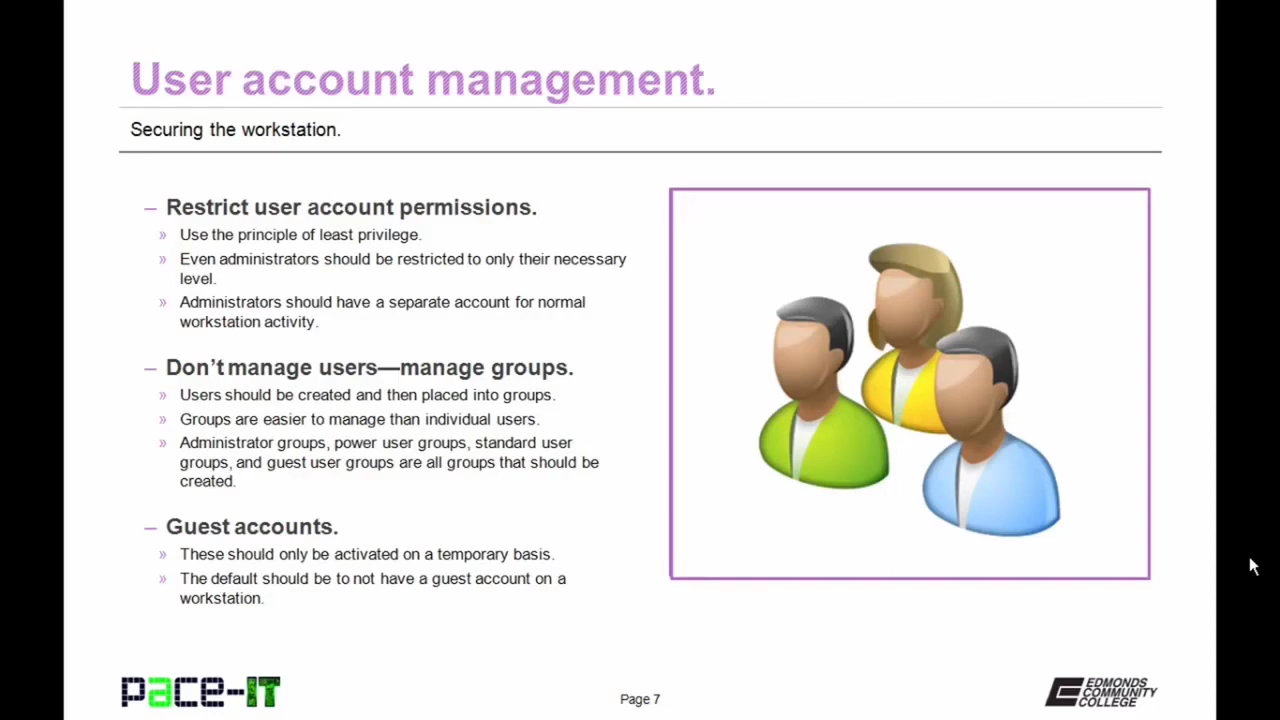 User account management.
Securing the workstation.
– Restrict user account permissions.
» Use the principle of least privilege.
» Even administrators should be restricted to only their necessary
level.
» Administrators should have a separate account for normal
workstation activity.
– Don't manage users—manage groups.
» Users should be created and then placed into groups.
» Groups are easier to manage than individual users.
» Administrator groups, power user groups, standard user
groups, and guest user groups are all groups that should be
created.
– Guest accounts.
» These should only be activated on a temporary basis.
» The default should be to not have a guest account on a
workstation.
pace-IT
Page 7
EDMONDS
COMMUNITY
COLLEGE